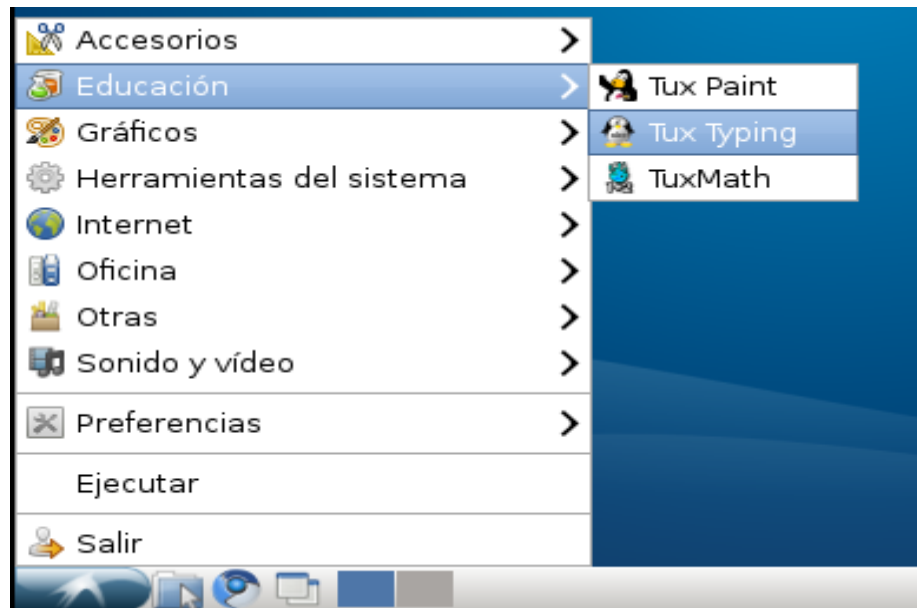 Accesorios
Educación
Tux Paint
Gráficos
Tux Typing
Herramientas del sistema
TuxMath
Internet
Oficina
Otras
Sonido y vídeo
Preferencias
Ejecutar
Salir